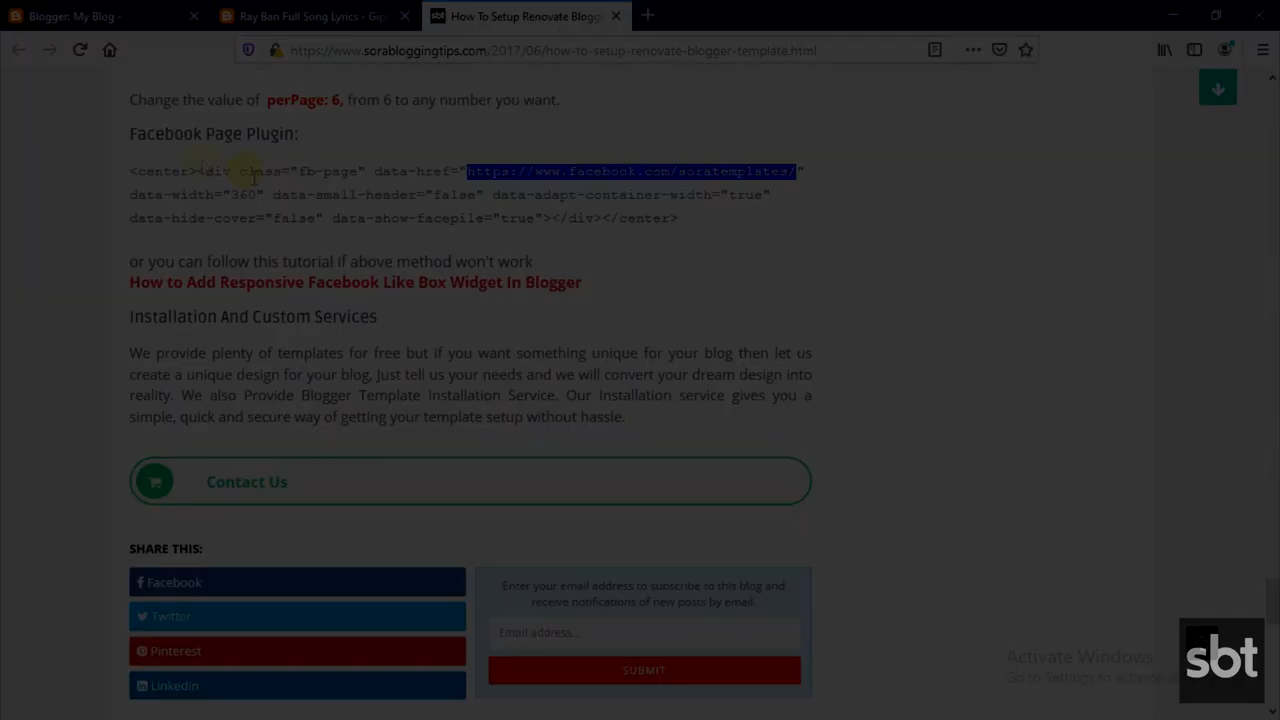 Blogger: My Blog -
Ray Ban Full Song Lyrics - Gip
How To Setup Renovate Blogg
https://www.sorabloggingtips.com/2017/06/how-to-setup-renovate-blogger-template.html
Change the value of perPage: 6, from 6 to any number you want.
Facebook Page Plugin:
<center><div class="fb-page" data-href="https://www.facebook.com/soratemplates/"
data-width="360" data-small-header="false" data-adapt-container-width="true"
data-hide-cover="false" data-show-facepile="true"></div></center>
or you can follow this tutorial if above method won't work
How to Add Responsive Facebook Like Box Widget In Blogger
Installation And Custom Services
We provide plenty of templates for free but if you want something unique for your blog then let us
create a unique design for your blog, Just tell us your needs and we will convert your dream design into
reality. We also Provide Blogger Template Installation Service. Our Installation service gives you a
simple, quick and secure way of getting your template setup without hassle.
Contact Us
SHARE THIS:
Facebook
Twitter
Pinterest
Linkedin
Enter your email address to subscribe to this blog and
receive notifications of new posts by email.
Email address...
SUBMIT
Activate Windows
Go to Settings to activate
sbt